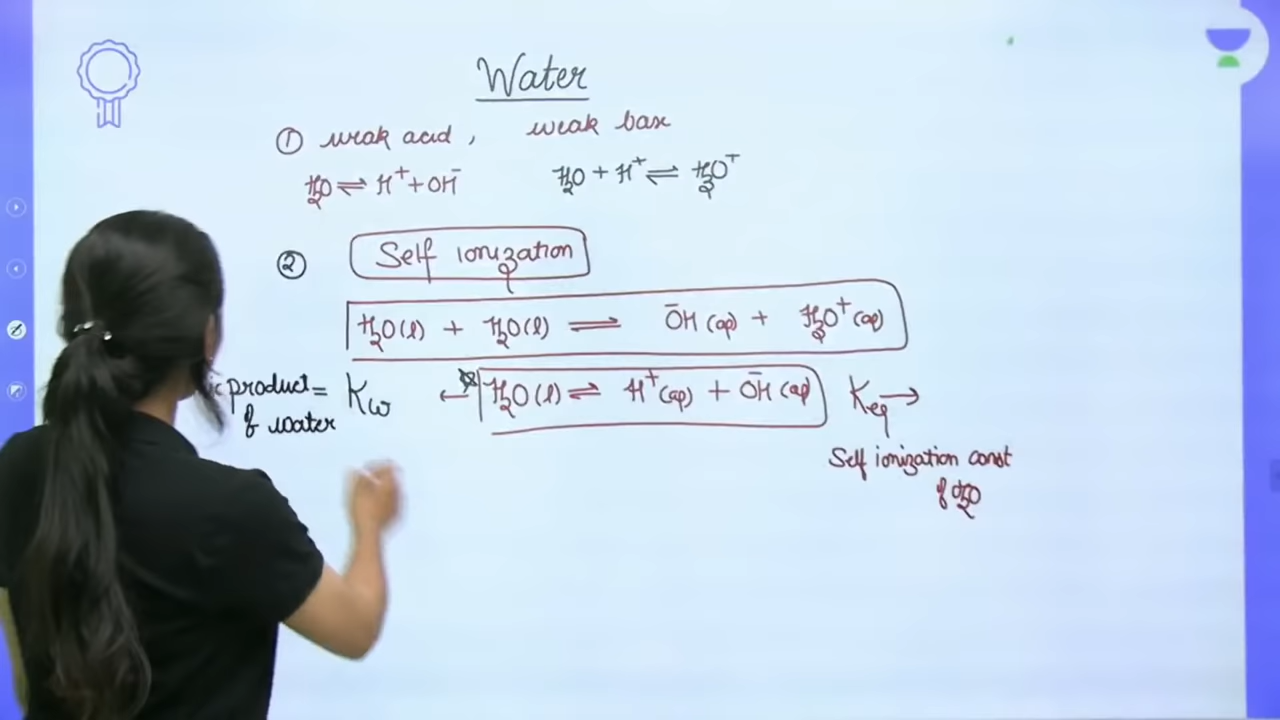 Water
① weak acid, weak base
H₂O ⇌ H⁺ + OH⁻ H₂O + H⁺ ⇌ H₃O⁺
② Self ionization
H₂O(l) + H₂O(l) ⇌ OH⁻(aq) + H₃O⁺(aq)
product = Kw ← H₂O(l) ⇌ H⁺(aq) + OH⁻(aq) Keq →
of water
Self ionization const
of H₂O